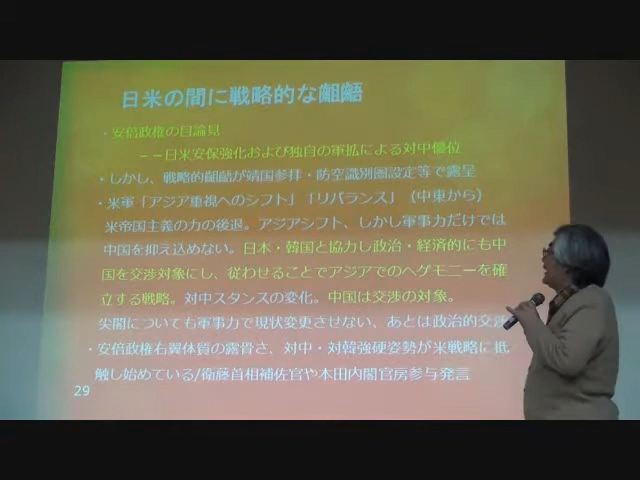 日米の間に戦略的な齟齬
・安倍政権の目論見
－－日米安保強化および独自の軍拡による対中優位
・しかし、戦略的齟齬が靖国参拝・防空識別圏設定等で露呈
・米軍「アジア重視へのシフト」「リバランス」（中東から）
米帝国主義の力の後退。アジアシフト、しかし軍事力だけでは
中国を抑え込めない。日本・韓国と協力し政治・経済的にも中
国を交渉対象にし、従わせることでアジアでのヘゲモニーを確
立する戦略。対中スタンスの変化。中国は交渉の対象。
尖閣についても軍事力で現状変更させない、あとは政治的交渉
・安倍政権右翼体質の露骨さ、対中・対韓強硬姿勢が米戦略に抵
触し始めている/衛藤首相補佐官や本田内閣官房参与発言
29